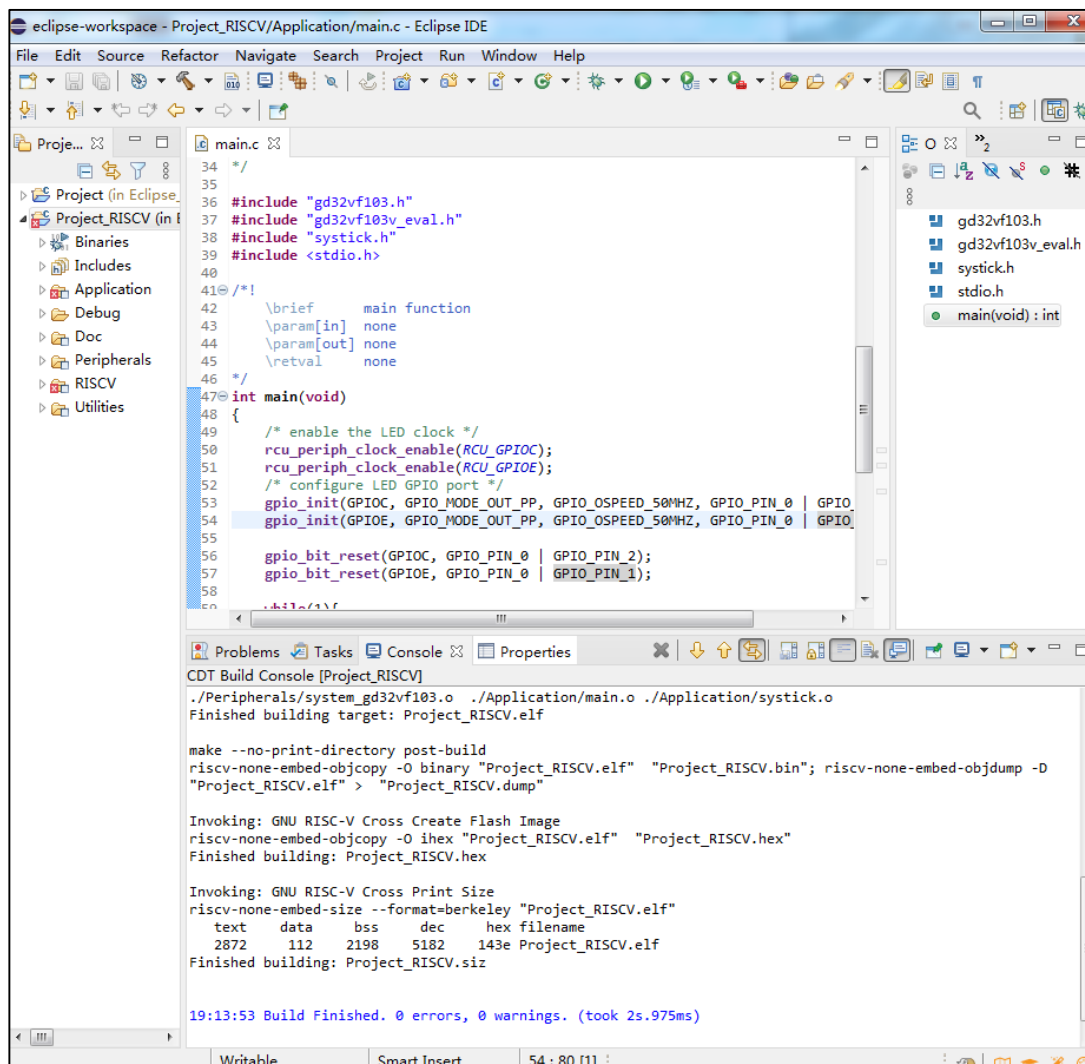 eclipse-workspace - Project_RISCV/Application/main.c - Eclipse IDE
File Edit Source Refactor Navigate Search Project Run Window Help
Proje...
main.c
O
2
Project (in Eclipse_
Project_RISCV (in E
Binaries
Includes
Application
Debug
Doc
Peripherals
RISCV
Utilities
34 */
35
36 #include "gd32vf103.h"
37 #include "gd32vf103v_eval.h"
38 #include "systick.h"
39 #include <stdio.h>
40
41 /*!
42 \brief main function
43 \param[in] none
44 \param[out] none
45 \retval none
46 */
47 int main(void)
48 {
49 /* enable the LED clock */
50 rcu_periph_clock_enable(RCU_GPIOC);
51 rcu_periph_clock_enable(RCU_GPIOE);
52 /* configure LED GPIO port */
53 gpio_init(GPIOC, GPIO_MODE_OUT_PP, GPIO_OSPEED_50MHZ, GPIO_PIN_0 | GPIO_
54 gpio_init(GPIOE, GPIO_MODE_OUT_PP, GPIO_OSPEED_50MHZ, GPIO_PIN_0 | GPIO_
55
56 gpio_bit_reset(GPIOC, GPIO_PIN_0 | GPIO_PIN_2);
57 gpio_bit_reset(GPIOE, GPIO_PIN_0 | GPIO_PIN_1);
58
59 while(1){
gd32vf103.h
gd32vf103v_eval.h
systick.h
stdio.h
main(void) : int
Problems Tasks Console Properties
CDT Build Console [Project_RISCV]
./Peripherals/system_gd32vf103.o ./Application/main.o ./Application/systick.o
Finished building target: Project_RISCV.elf
make --no-print-directory post-build
riscv-none-embed-objcopy -O binary "Project_RISCV.elf" "Project_RISCV.bin"; riscv-none-embed-objdump -D
"Project_RISCV.elf" > "Project_RISCV.dump"
Invoking: GNU RISC-V Cross Create Flash Image
riscv-none-embed-objcopy -O ihex "Project_RISCV.elf" "Project_RISCV.hex"
Finished building: Project_RISCV.hex
Invoking: GNU RISC-V Cross Print Size
riscv-none-embed-size --format=berkeley "Project_RISCV.elf"
text data bss dec hex filename
2872 112 2198 5182 143e Project_RISCV.elf
Finished building: Project_RISCV.siz
19:13:53 Build Finished. 0 errors, 0 warnings. (took 2s.975ms)
Writable Smart Insert 54 : 80 [1]